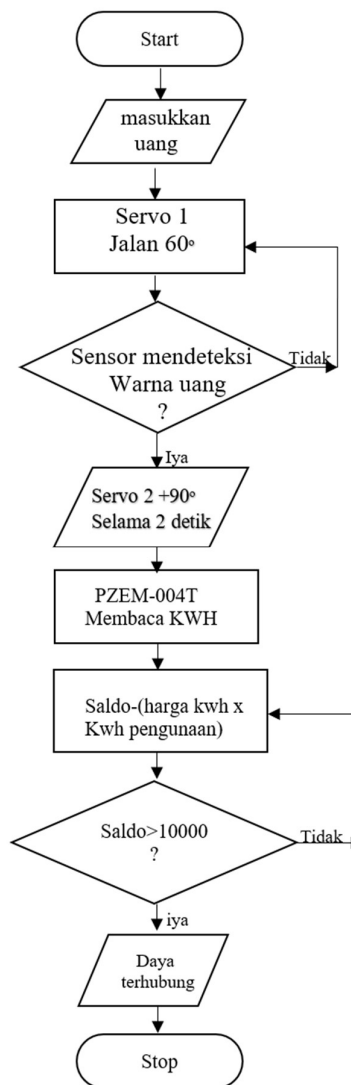 Start
masukkan
uang
Servo 1
Jalan 60°
Sensor mendeteksi
Warna uang
?
Tidak
Iya
Servo 2 +90°
Selama 2 detik
PZEM-004T
Membaca KWH
Saldo-(harga kwh x
Kwh pengunaan)
Saldo>10000
?
Tidak
iya
Daya
terhubung
Stop